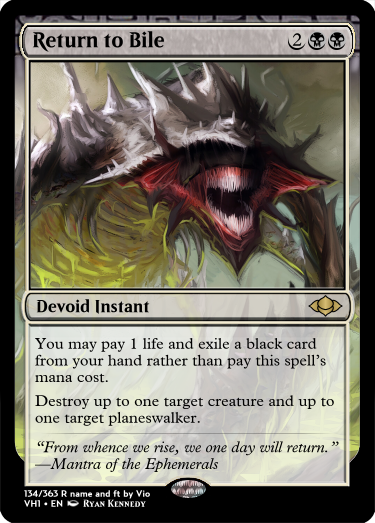 Return to Bile 2
Devoid Instant
You may pay 1 life and exile a black card
from your hand rather than pay this spell's
mana cost.
Destroy up to one target creature and up to
one target planeswalker.
"From whence we rise, we one day will return."
—Mantra of the Ephemerals
134/363 R name and ft by Vio
VH1 • EN RYAN KENNEDY